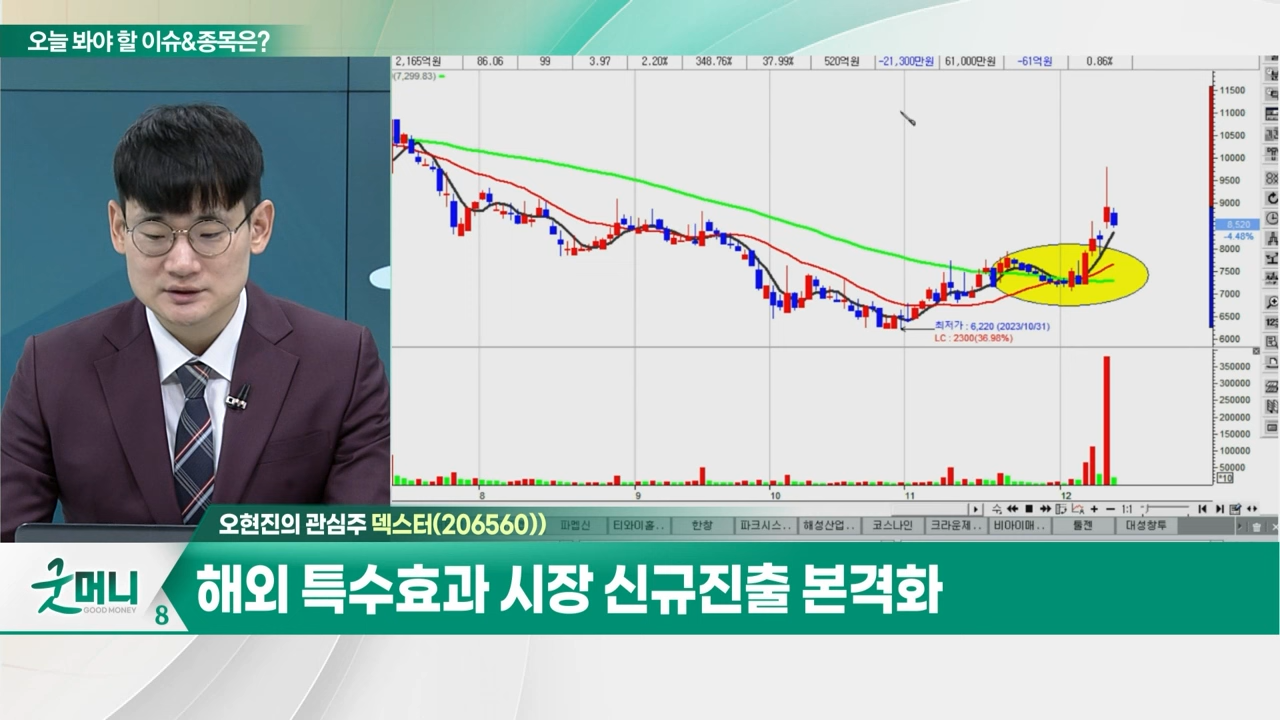 오늘 봐야 할 이슈&종목은?
2,165억원 86.06 99 3.97 2.20% 348.76% 37.99% 520억원 -21,300만원 61,000만원 -61억원 0.86%
(7,299.83)
11500
11000
10500
10000
9500
9000
8,520
-4.48%
8000
7500
7000
6500
6000
최저가 : 6,220 (2023/10/31)
LC : 2300(36.98%)
350000
300000
250000
200000
150000
100000
50000
*10
8 9 10 11 12
1:1
오현진의 관심주 덱스터(206560))
파켑신 티와이홀.. 한창 파크시스.. 해성산업.. 코스나인 크라운제.. 비아이매.. 툴젠 대성창투
굿머니
GOOD MONEY
8
해외 특수효과 시장 신규진출 본격화